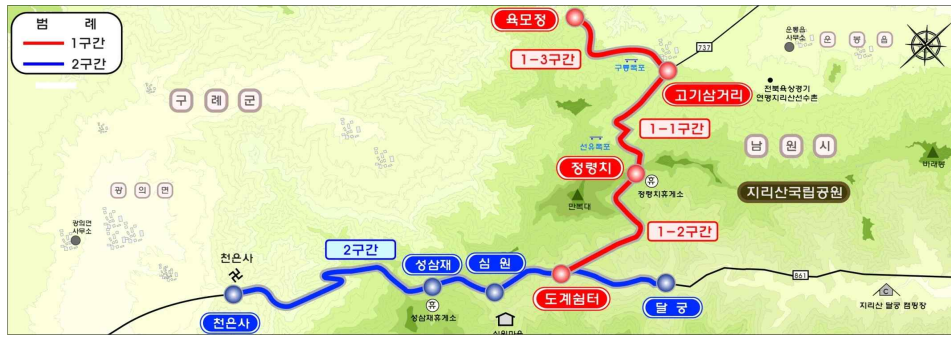 범 례
1구간
2구간
육모정
737
운봉읍
사무소
운 봉 읍
1-3구간
구룡폭포
고기삼거리
전북육상경기
연맹지리산선수촌
구 례 군
1-1구간
선유폭포
남 원 시
정령치
바래봉
광 의 면
정령치휴게소
지리산국립공원
만복대
광의면
사무소
1-2구간
2구간
천은사
성삼재
심 원
861
도계쉼터
달 궁
천은사
성삼재휴게소
지리산 달궁 캠핑장